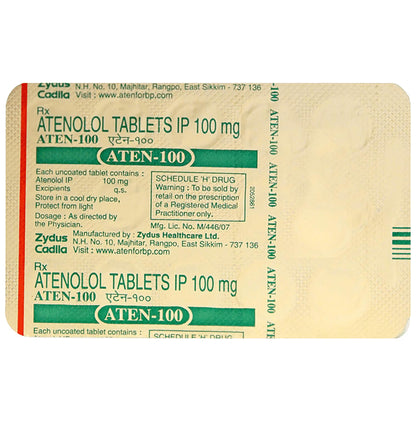 Zydus
Cadila
N.H. No. 10, Majhitar, Rangpo, East Sikkim - 737 136
Visit : www.atenforbp.com
Rx
ATENOLOL TABLETS IP 100 mg
ATEN-100 एटेन-१००
ATEN-100
Each uncoated tablet contains :
Atenolol IP 100 mg
Excipients q.s.
Store in a cool dry place,
Protect from light
Dosage : As directed by
the Physician.
SCHEDULE 'H' DRUG
Warning : To be sold by
retail on the prescription
of a Registered Medical
Practitioner only.
Mfg. Lic. No. M/446/07
Zydus
Cadila
Manufactured by : Zydus Healthcare Ltd.
N.H. No. 10, Majhitar, Rangpo, East Sikkim - 737 136
Visit : www.atenforbp.com
Rx
ATENOLOL TABLETS IP 100 mg
ATEN-100 एटेन-१००
ATEN-100
Each uncoated tablet contains :
Atenolol IP 100 mg
SCHEDULE 'H' DRUG
-100
ATEN-100
ATEN-100
ATEN-100